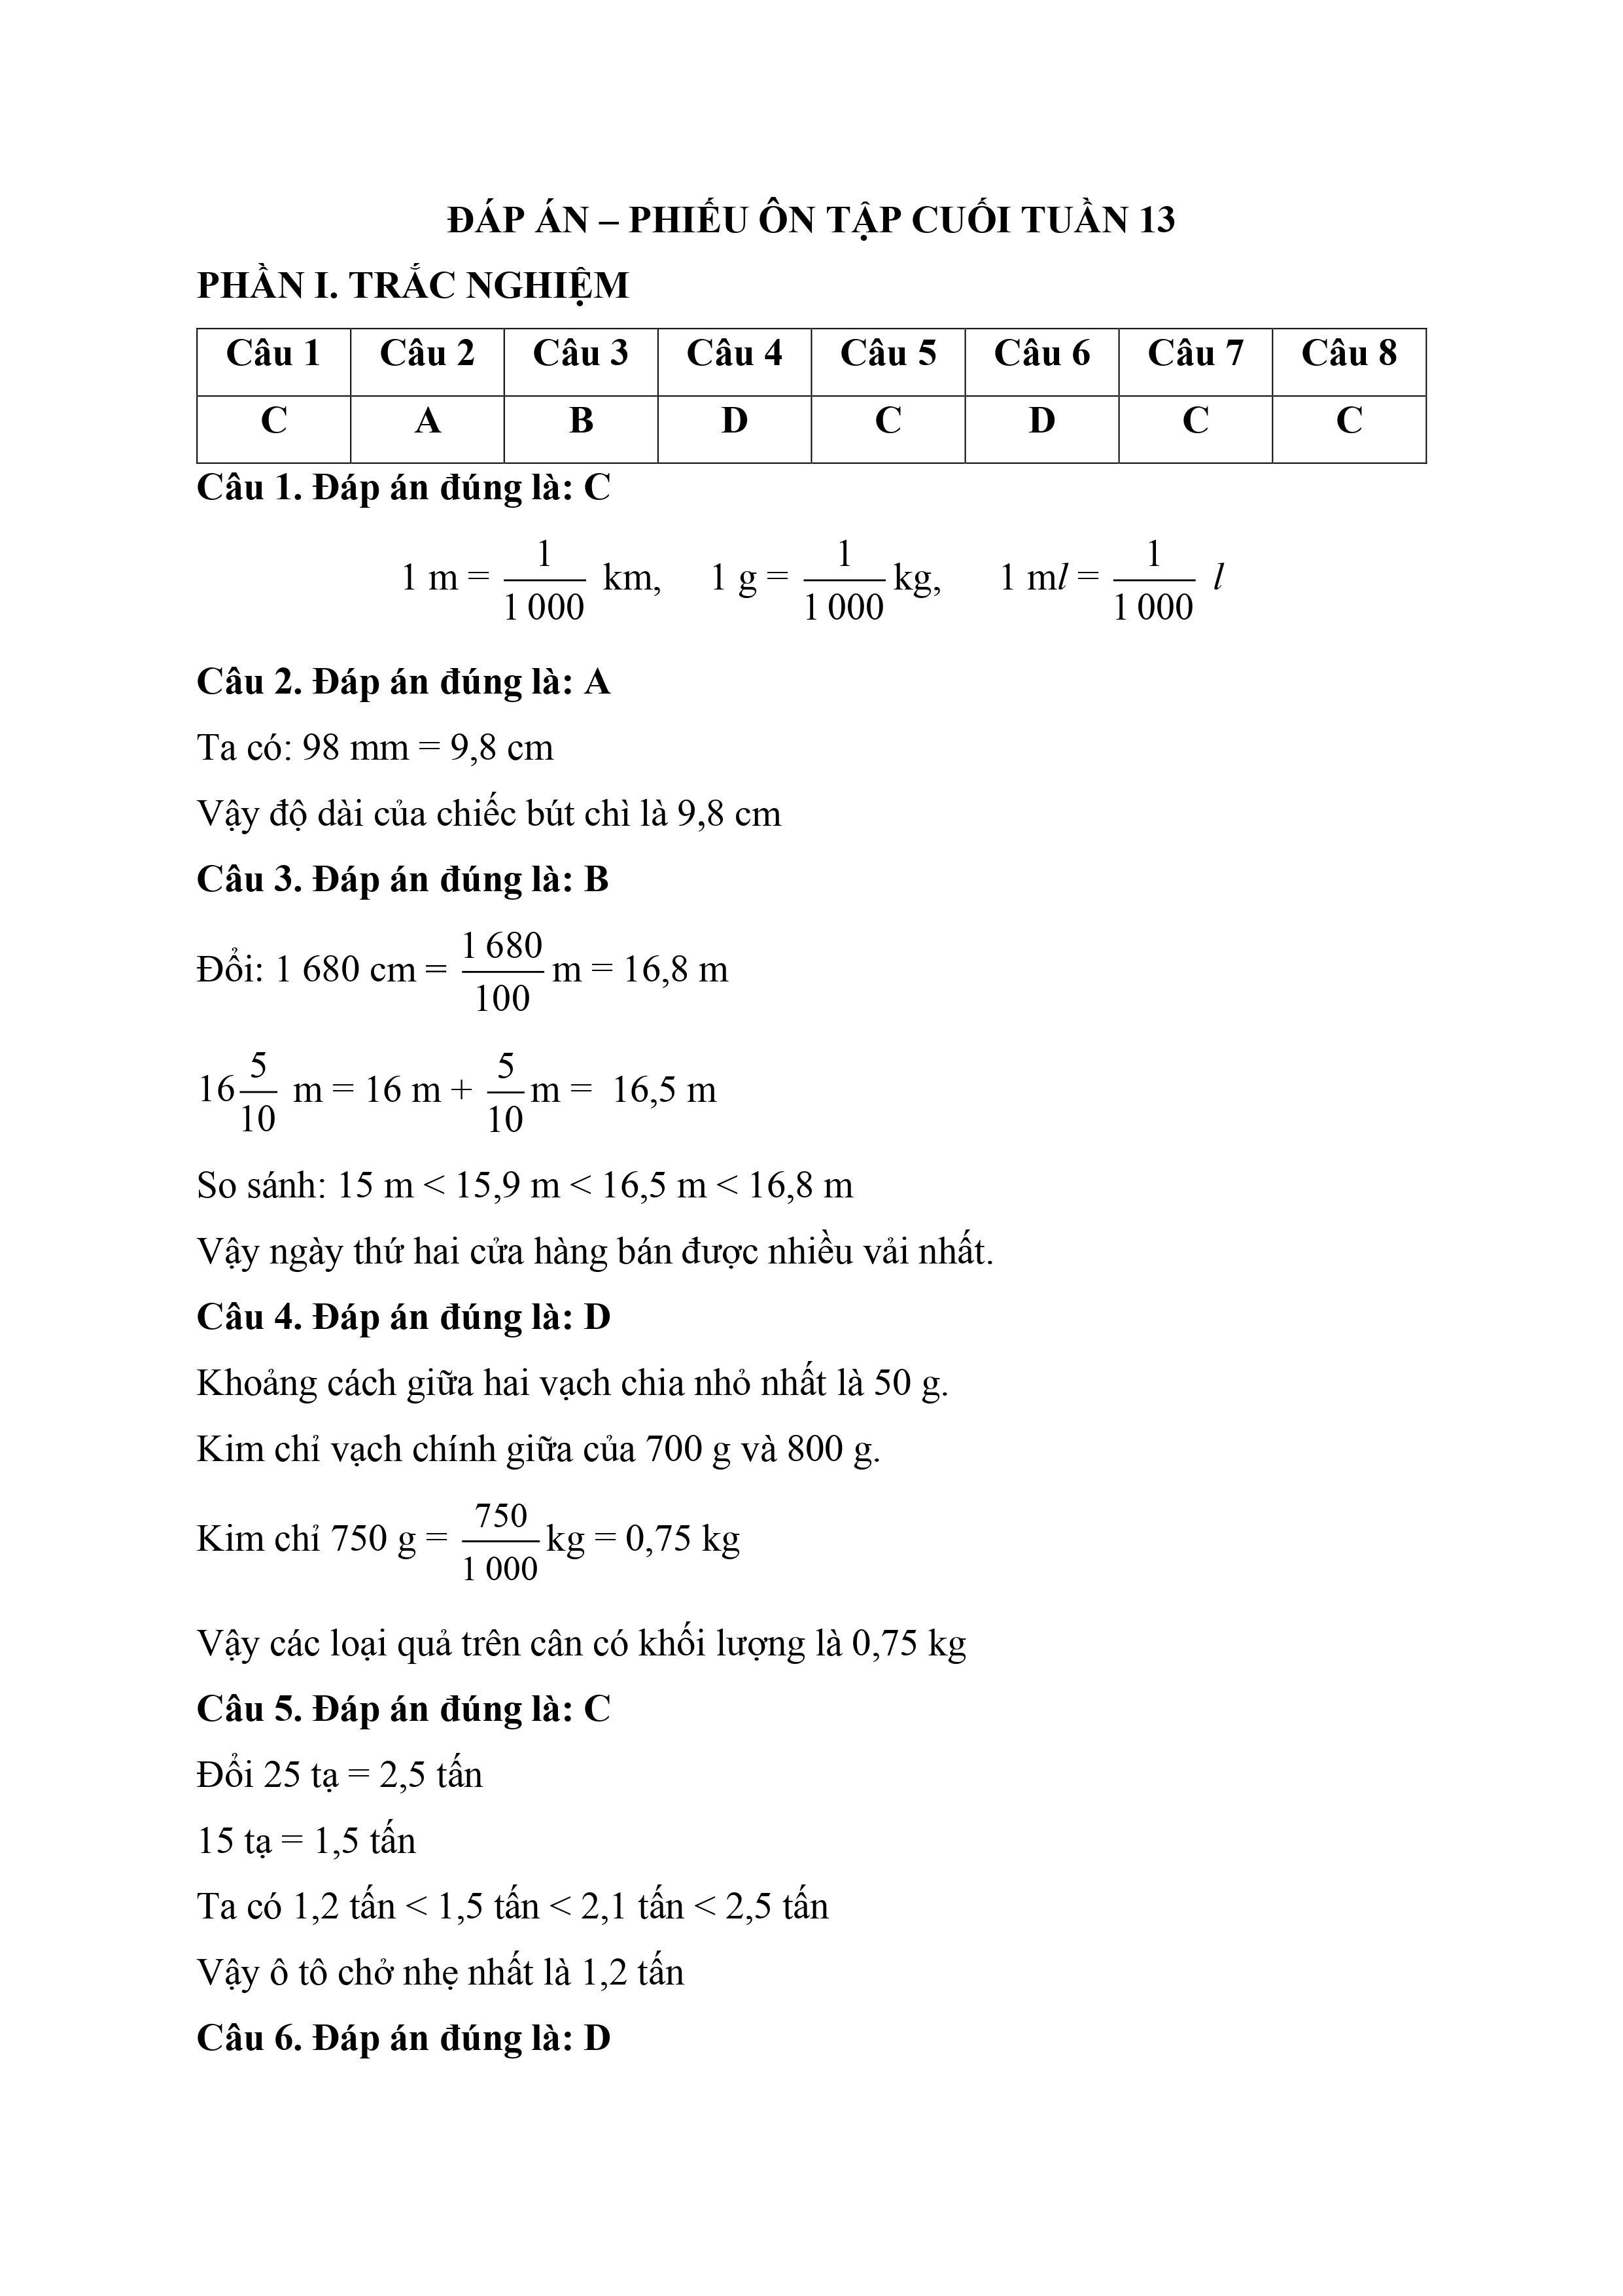 ĐÁP ÁN – PHIẾU ÔN TẬP CUỐI TUẦN 13
PHẦN I. TRẮC NGHIỆM
Câu 1 Câu 2 Câu 3 Câu 4 Câu 5 Câu 6 Câu 7 Câu 8
C A B D C D C C
Câu 1. Đáp án đúng là: C
1 m = 1/1 000 km, 1 g = 1/1 000 kg, 1 ml = 1/1 000 l
Câu 2. Đáp án đúng là: A
Ta có: 98 mm = 9,8 cm
Vậy độ dài của chiếc bút chì là 9,8 cm
Câu 3. Đáp án đúng là: B
Đổi: 1 680 cm = 1 680/100 m = 16,8 m
16 5/10 m = 16 m + 5/10 m = 16,5 m
So sánh: 15 m < 15,9 m < 16,5 m < 16,8 m
Vậy ngày thứ hai cửa hàng bán được nhiều vải nhất.
Câu 4. Đáp án đúng là: D
Khoảng cách giữa hai vạch chia nhỏ nhất là 50 g.
Kim chỉ vạch chính giữa của 700 g và 800 g.
Kim chỉ 750 g = 750/1 000 kg = 0,75 kg
Vậy các loại quả trên cân có khối lượng là 0,75 kg
Câu 5. Đáp án đúng là: C
Đổi 25 tạ = 2,5 tấn
15 tạ = 1,5 tấn
Ta có 1,2 tấn < 1,5 tấn < 2,1 tấn < 2,5 tấn
Vậy ô tô chở nhẹ nhất là 1,2 tấn
Câu 6. Đáp án đúng là: D